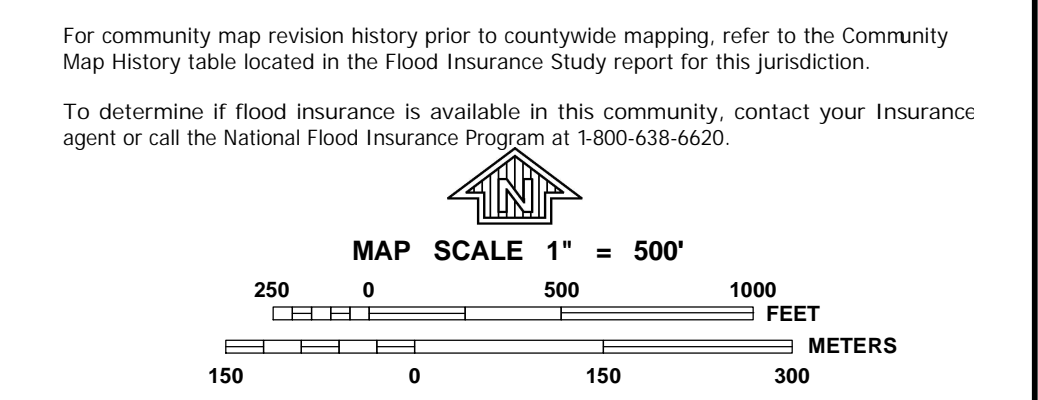 For community map revision history prior to countywide mapping, refer to the Community
Map History table located in the Flood Insurance Study report for this jurisdiction.
To determine if flood insurance is available in this community, contact your Insurance
agent or call the National Flood Insurance Program at 1-800-638-6620.
N
MAP SCALE 1" = 500'
250 0 500 1000
FEET
METERS
150 0 150 300